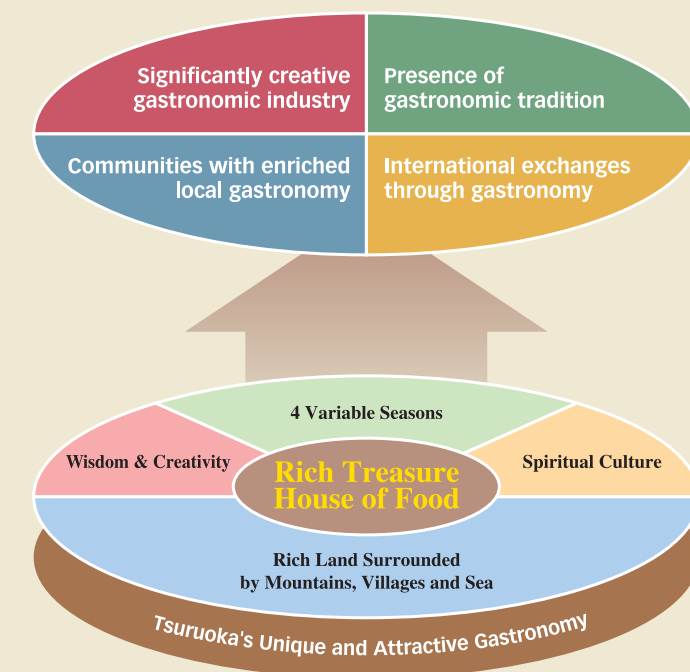 Significantly creative
gastronomic industry
Presence of
gastronomic tradition
Communities with enriched
local gastronomy
International exchanges
through gastronomy
4 Variable Seasons
Wisdom & Creativity
Spiritual Culture
Rich Treasure
House of Food
Rich Land Surrounded
by Mountains, Villages and Sea
Tsuruoka's Unique and Attractive Gastronomy